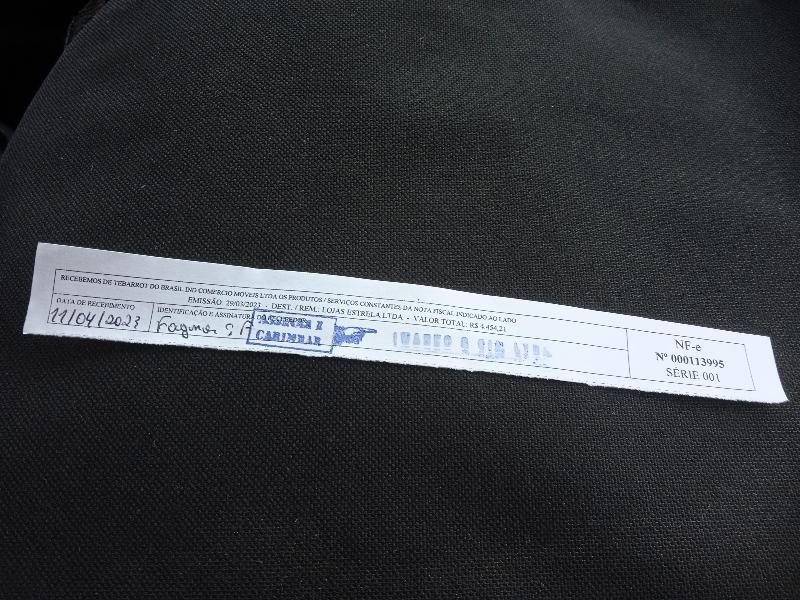 RECEBEMOS DE TEBARROT DO BRASIL IND COMERCIO MOVEIS LTDA OS PRODUTOS / SERVIÇOS CONSTANTES DA NOTA FISCAL INDICADO AO LADO
EMISSÃO 29/03/2023 - DEST. / REM.: LOJAS ESTRELA LTDA - VALOR TOTAL: R$ 4.454,21
DATA DE RECEBIMENTO
11/04/2023
IDENTIFICAÇÃO E ASSINATURA DO RECEBEDOR
Fagner S A
ASSINAR E
CARIMBAR
NF-e
Nº 000113995
SÉRIE 001